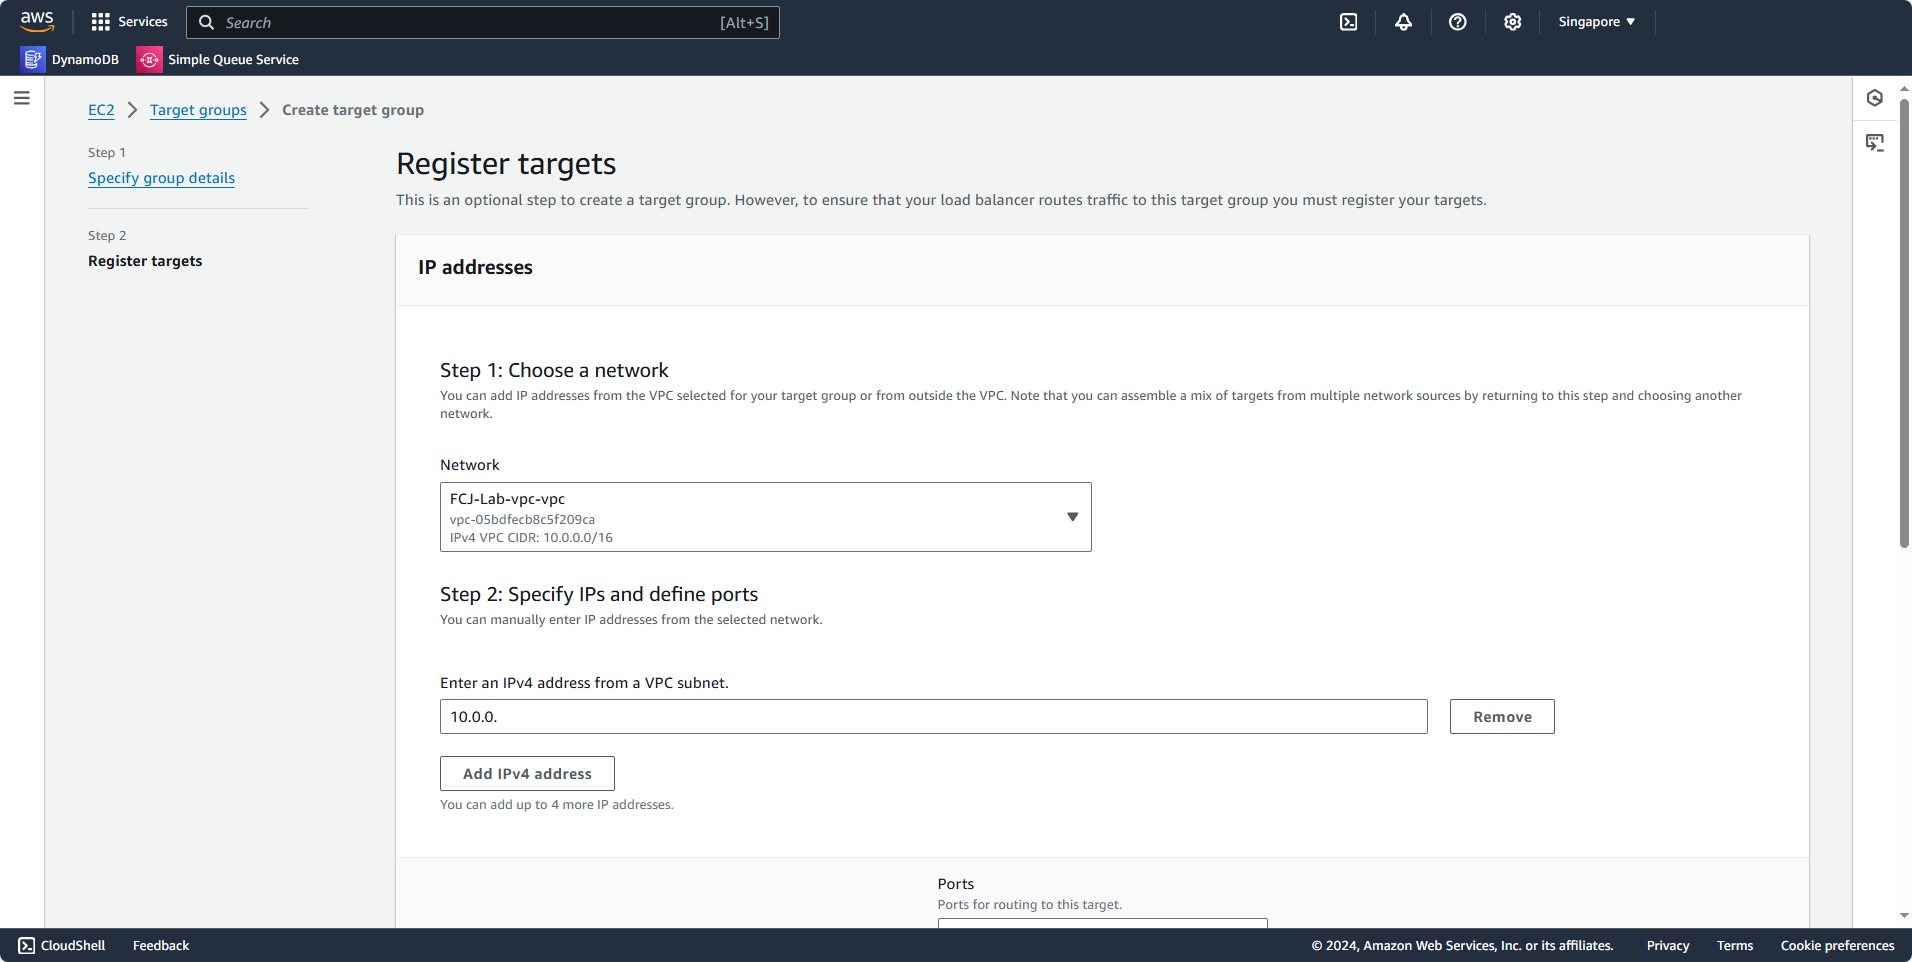 aws
Services
Search
[Alt+S]
Singapore
DynamoDB
Simple Queue Service
EC2
Target groups
Create target group
Step 1
Specify group details
Step 2
Register targets
Register targets
This is an optional step to create a target group. However, to ensure that your load balancer routes traffic to this target group you must register your targets.
IP addresses
Step 1: Choose a network
You can add IP addresses from the VPC selected for your target group or from outside the VPC. Note that you can assemble a mix of targets from multiple network sources by returning to this step and choosing another
network.
Network
FCJ-Lab-vpc-vpc
vpc-05bdfecb8c5f209ca
IPv4 VPC CIDR: 10.0.0.0/16
Step 2: Specify IPs and define ports
You can manually enter IP addresses from the selected network.
Enter an IPv4 address from a VPC subnet.
10.0.0.
Remove
Add IPv4 address
You can add up to 4 more IP addresses.
Ports
Ports for routing to this target.
CloudShell
Feedback
© 2024, Amazon Web Services, Inc. or its affiliates.
Privacy
Terms
Cookie preferences